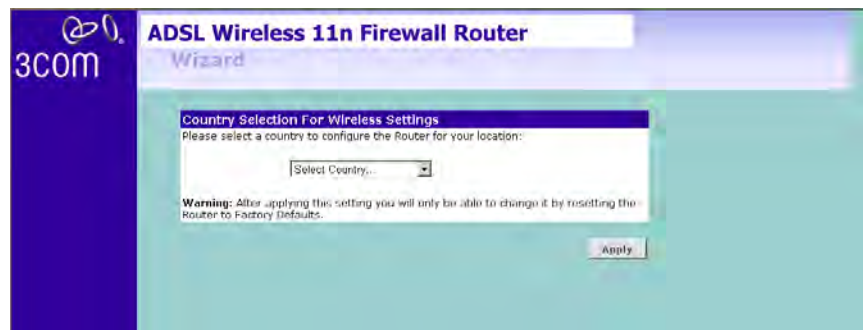 3COM
ADSL Wireless 11n Firewall Router
Wizard
Country Selection For Wireless Settings
Please select a country to configure the Router for your location:
Select Country...
Warning: After applying this setting you will only be able to change it by resetting the
Router to Factory Defaults.
Apply